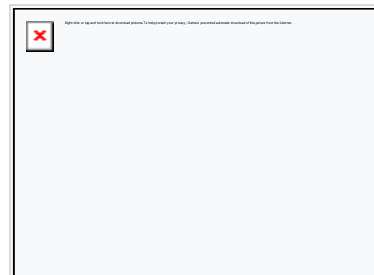 Right-click or tap and hold here to download pictures. To help protect your privacy, Outlook prevented automatic download of this picture from the Internet.